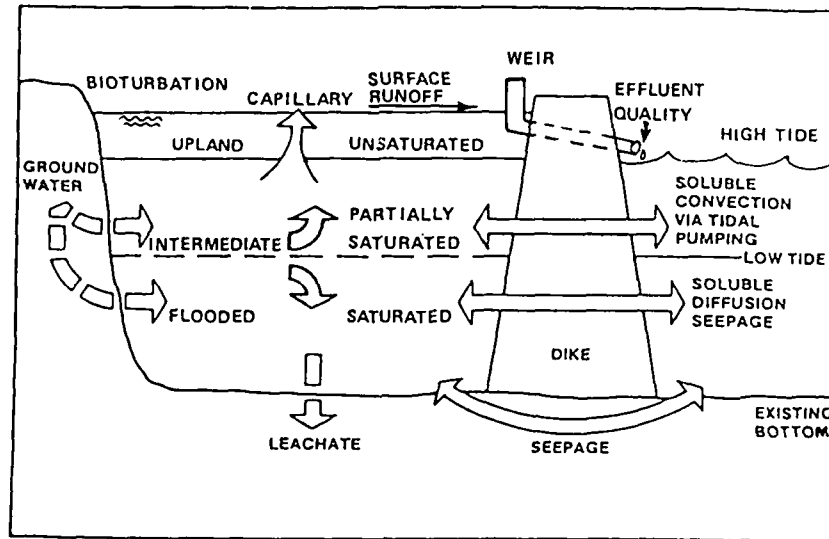 WEIR
BIOTURBATION
SURFACE
RUNOFF
CAPILLARY
EFFLUENT
QUALITY
HIGH TIDE
UPLAND
UNSATURATED
GROUND
WATER
SOLUBLE
CONVECTION
VIA TIDAL
PUMPING
PARTIALLY
SATURATED
INTERMEDIATE
LOW TIDE
SOLUBLE
DIFFUSION
SEEPAGE
FLOODED
SATURATED
DIKE
EXISTING
BOTTOM
LEACHATE
SEEPAGE